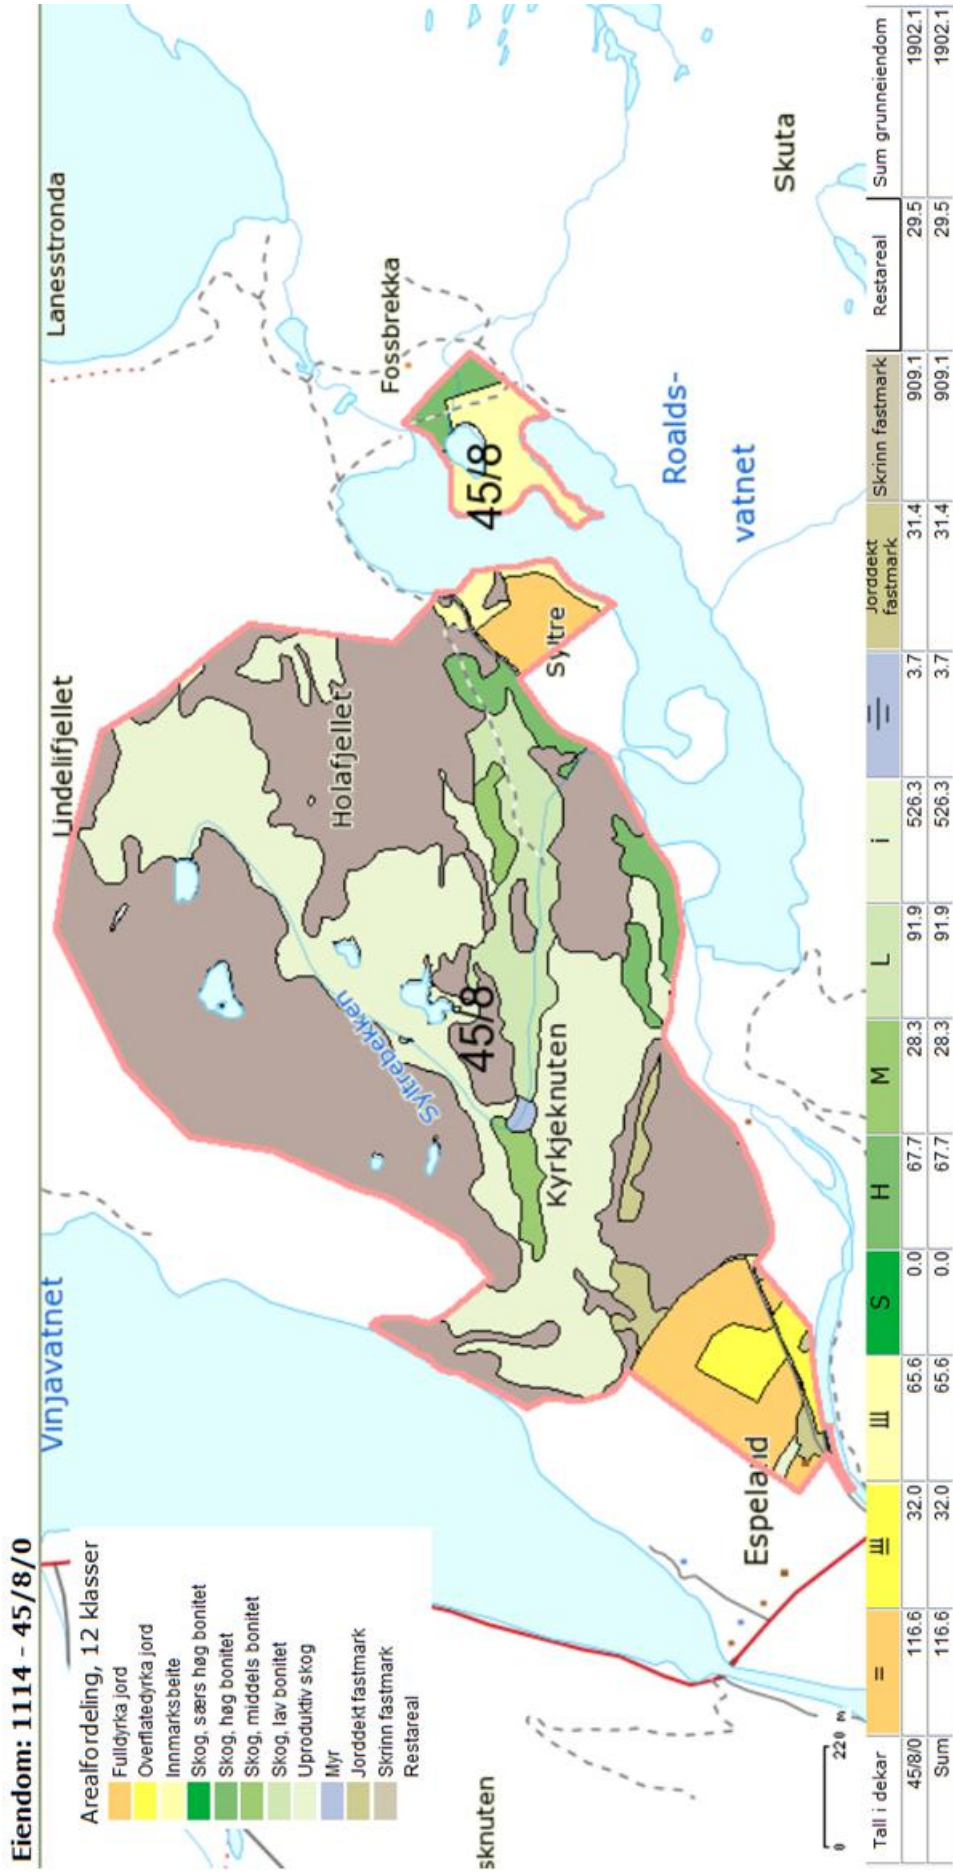 Eiendom: 1114 - 45/8/0
Arealfordeling, 12 klasser
Fulldyrka jord
Overflatedyrka jord
Innmarksbeite
Skog, særs høg bonitet
Skog, høg bonitet
Skog, middels bonitet
Skog, lav bonitet
Uproduktiv skog
Myr
Jorddekt fastmark
Skrinn fastmark
Restareal
Vinjavatnet
Lindelifjellet
Lanesstronda
Holafjellet
Fossbrekka
Syltrebekken
45/8
45/8
Kyrkjeknuten
Syltre
Roalds-
vatnet
Skuta
Espeland
sknuten
0 220 m
Tall i dekar S H M L i Jorddekt fastmark Skrinn fastmark Restareal Sum grunneiendom
45/8/0 116.6 32.0 65.6 0.0 67.7 28.3 91.9 526.3 3.7 31.4 909.1 29.5 1902.1
Sum 116.6 32.0 65.6 0.0 67.7 28.3 91.9 526.3 3.7 31.4 909.1 29.5 1902.1